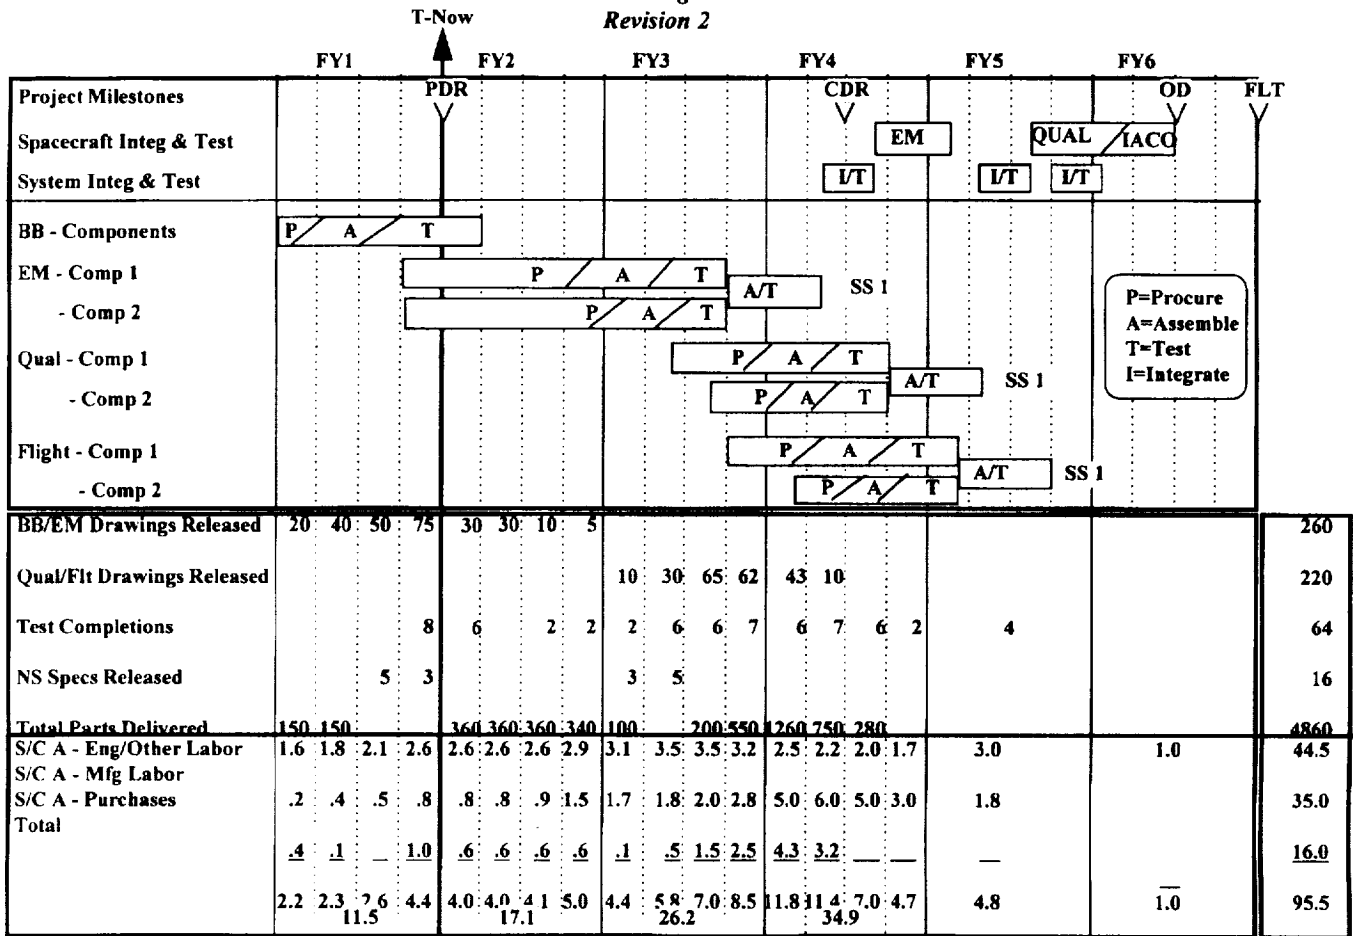 T-Now
Revision 2
FY1 FY2 FY3 FY4 FY5 FY6
Project Milestones PDR CDR OD FLT
Spacecraft Integ & Test EM QUAL IACO
System Integ & Test I/T I/T I/T
BB - Components P A T
EM - Comp 1 P A T
A/T SS 1
- Comp 2 P A T
Qual - Comp 1 P A T
A/T SS 1
- Comp 2 P A T
Flight - Comp 1 P A T
A/T SS 1
- Comp 2 P A T
P=Procure
A=Assemble
T=Test
I=Integrate
BB/EM Drawings Released 20 40 50 75 30 30 10 5 260
Qual/Flt Drawings Released 10 30 65 62 43 10 220
Test Completions 8 6 2 2 2 6 6 7 6 7 6 2 4 64
NS Specs Released 5 3 3 5 16
Total Parts Delivered 150 150 360 360 360 340 100 200 550 1260 750 280 4860
S/C A - Eng/Other Labor 1.6 1.8 2.1 2.6 2.6 2.6 2.6 2.9 3.1 3.5 3.5 3.2 2.5 2.2 2.0 1.7 3.0 1.0 44.5
S/C A - Mfg Labor
S/C A - Purchases .2 .4 .5 .8 .8 .8 .9 1.5 1.7 1.8 2.0 2.8 5.0 6.0 5.0 3.0 1.8 35.0
Total
.4 .1 1.0 .6 .6 .6 .6 .1 .5 1.5 2.5 4.3 3.2 16.0
2.2 2.3 2.6 4.4 4.0 4.0 4.1 5.0 4.4 5.8 7.0 8.5 11.8 11.4 7.0 4.7 4.8 1.0 95.5
11.5 17.1 26.2 34.9